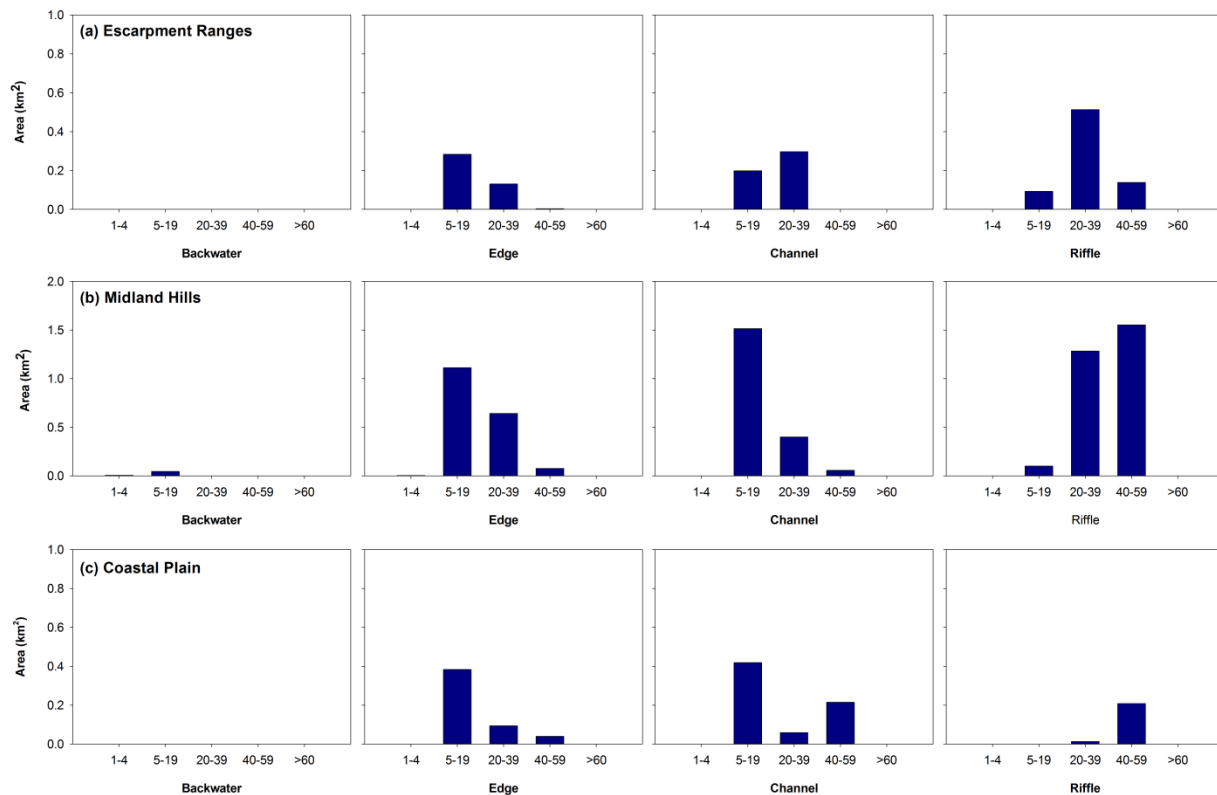 (a) Escarpment Ranges
Area (km²)
1.0
0.8
0.6
0.4
0.2
0.0
1-4 5-19 20-39 40-59 >60
Backwater
1-4 5-19 20-39 40-59 >60
Edge
1-4 5-19 20-39 40-59 >60
Channel
1-4 5-19 20-39 40-59 >60
Riffle
(b) Midland Hills
Area (km²)
2.0
1.5
1.0
0.5
0.0
1-4 5-19 20-39 40-59 >60
Backwater
1-4 5-19 20-39 40-59 >60
Edge
1-4 5-19 20-39 40-59 >60
Channel
1-4 5-19 20-39 40-59 >60
Riffle
(c) Coastal Plain
Area (km²)
1.0
0.8
0.6
0.4
0.2
0.0
1-4 5-19 20-39 40-59 >60
Backwater
1-4 5-19 20-39 40-59 >60
Edge
1-4 5-19 20-39 40-59 >60
Channel
1-4 5-19 20-39 40-59 >60
Riffle